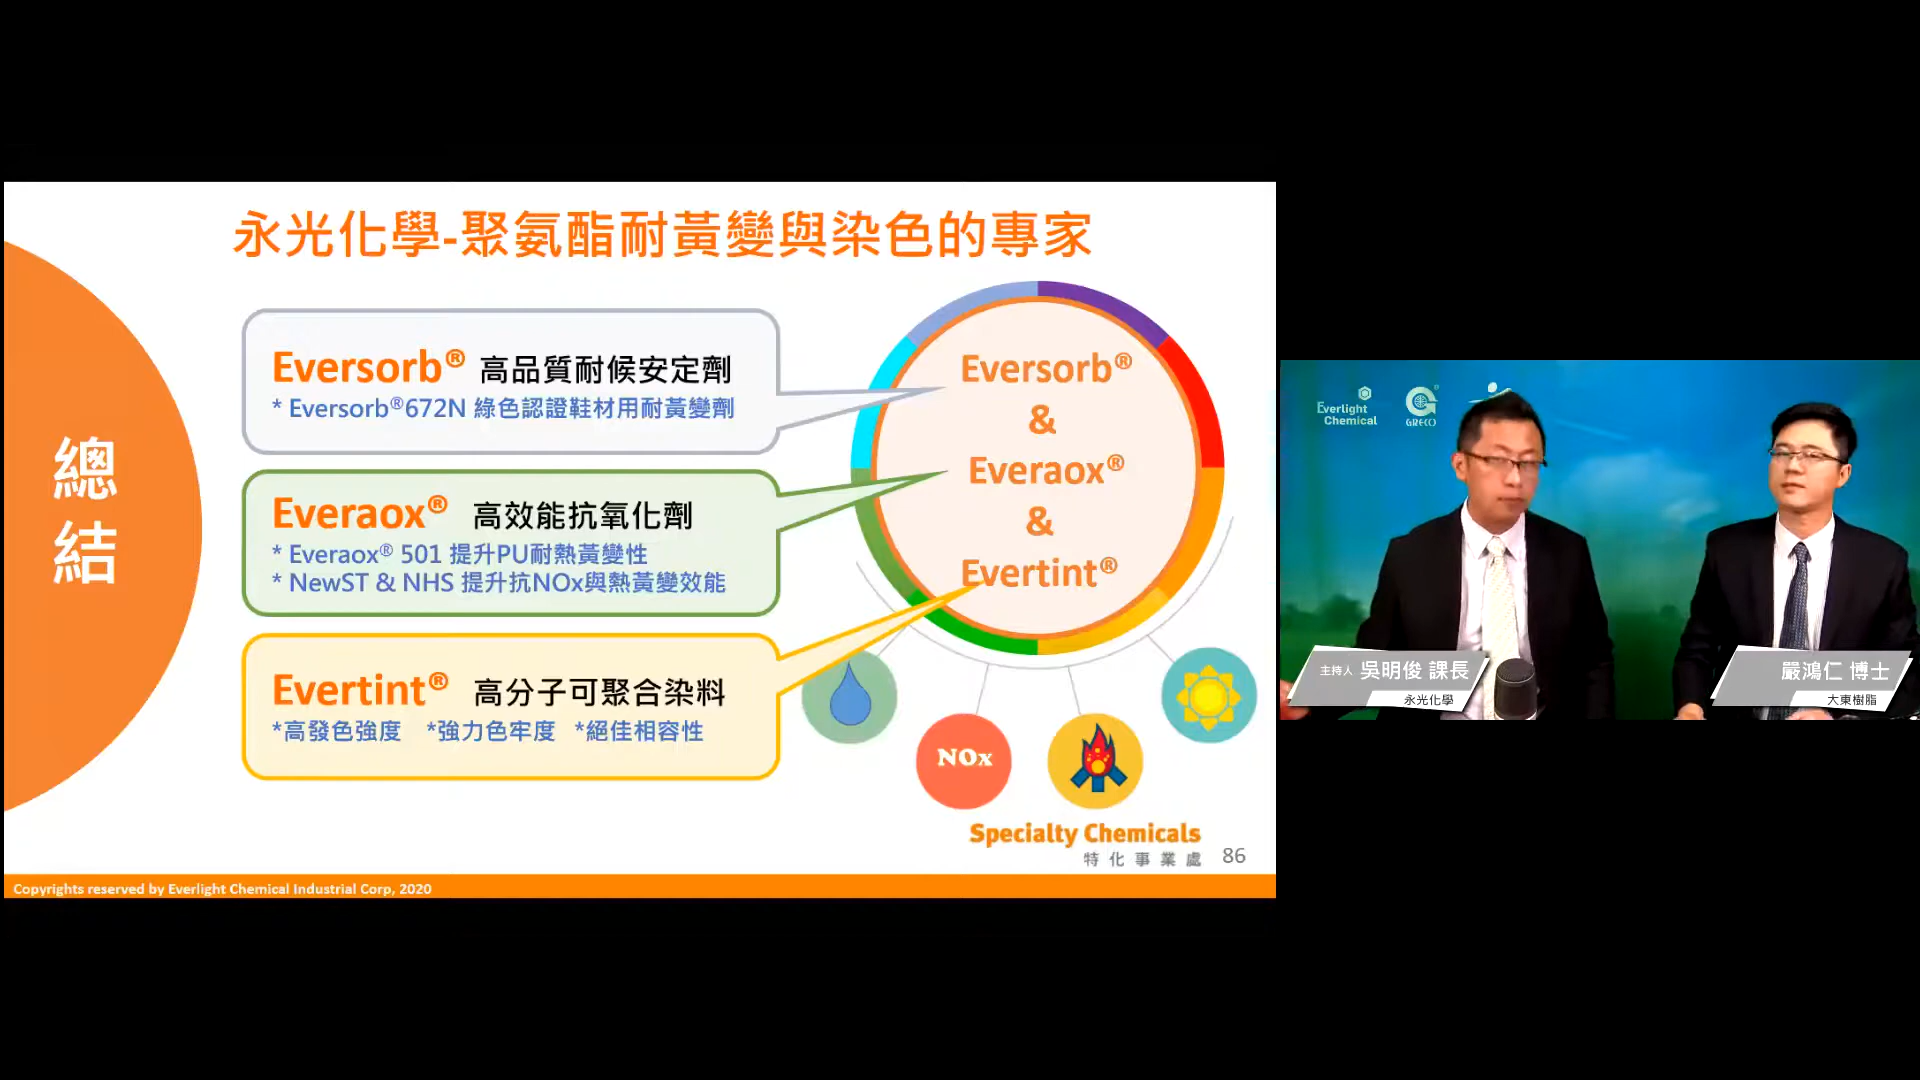 永光化學-聚氨酯耐黃變與染色的專家
總
結
Eversorb® 高品質耐候安定劑
* Eversorb®672N 綠色認證鞋材用耐黃變劑
Everaox® 高效能抗氧化劑
* Everaox® 501 提升PU耐熱黃變性
* NewST & NHS 提升抗NOx與熱黃變效能
Evertint® 高分子可聚合染料
*高發色強度 *強力色牢度 *絕佳相容性
Eversorb®
&
Everaox®
&
Evertint®
NOx
Specialty Chemicals
特化事業處
86
Copyrights reserved by Everlight Chemical Industrial Corp, 2020
Everlight
Chemical
GRECO
主持人 吳明俊 課長
永光化學
嚴鴻仁 博士
大東樹脂